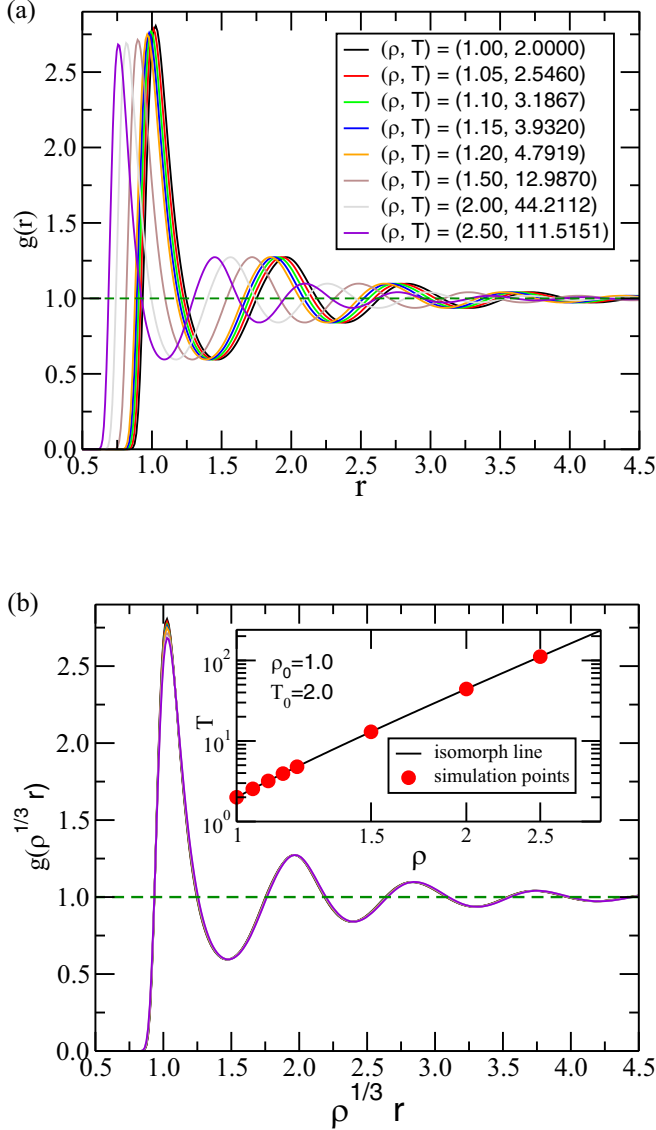 (a)
2.5
2.0
1.5
1.0
0.5
0.0
g(r)
(ρ, T) = (1.00, 2.0000)
(ρ, T) = (1.05, 2.5460)
(ρ, T) = (1.10, 3.1867)
(ρ, T) = (1.15, 3.9320)
(ρ, T) = (1.20, 4.7919)
(ρ, T) = (1.50, 12.9870)
(ρ, T) = (2.00, 44.2112)
(ρ, T) = (2.50, 111.5151)
0.5 1.0 1.5 2.0 2.5 3.0 3.5 4.0 4.5
r
(b)
2.5
2.0
1.5
1.0
0.5
0.0
g(ρ^1/3 r)
ρ₀=1.0
T₀=2.0
T
10²
10¹
10⁰
isomorph line
simulation points
1 1.5 2 2.5
ρ
0.5 1.0 1.5 2.0 2.5 3.0 3.5 4.0 4.5
ρ^1/3 r